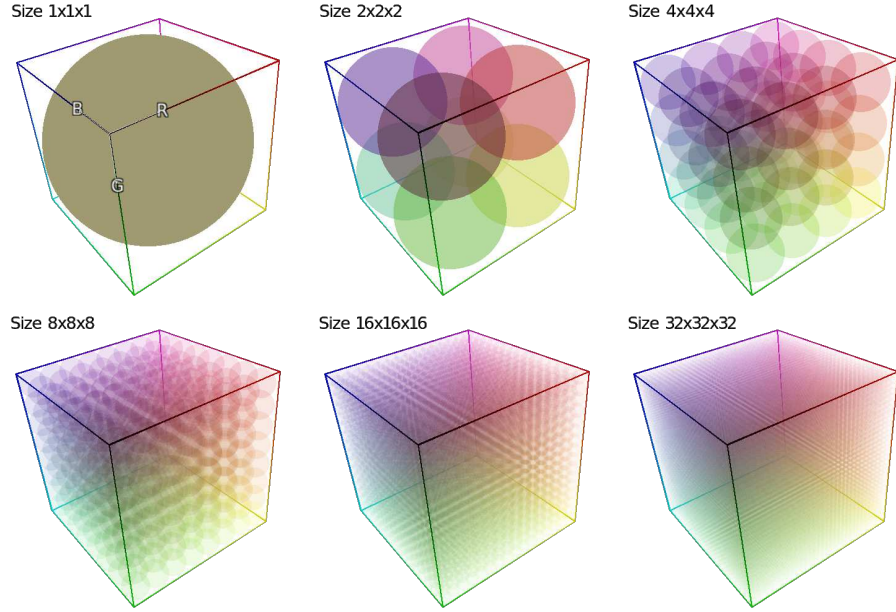 Size 1x1x1
Size 2x2x2
Size 4x4x4
B
R
G
Size 8x8x8
Size 16x16x16
Size 32x32x32